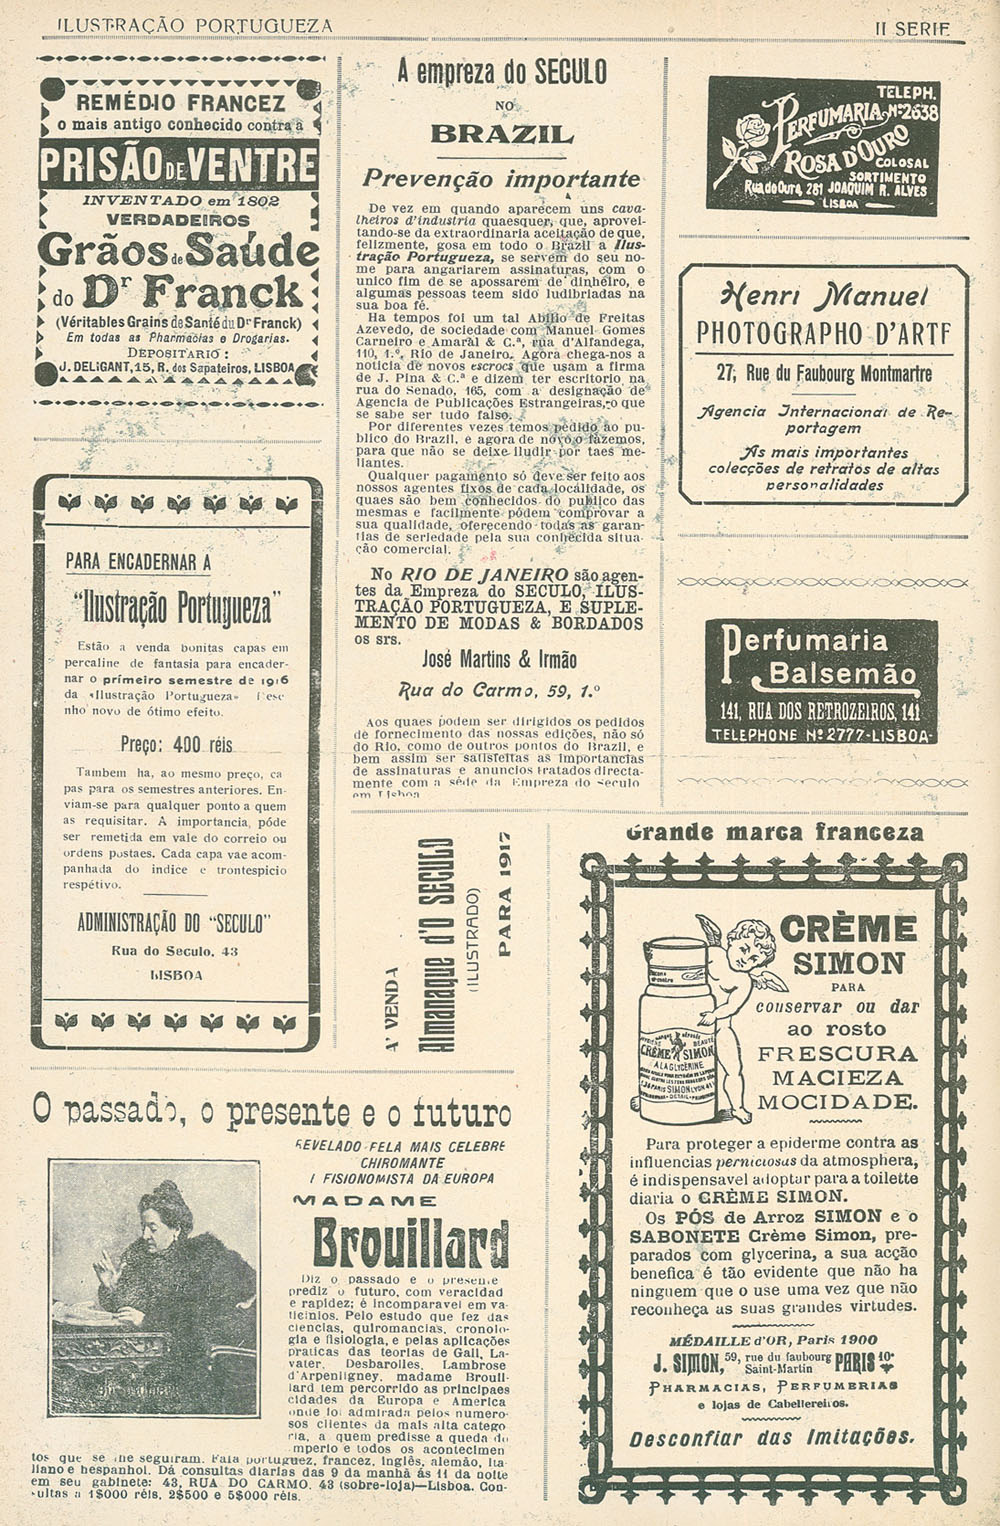 ILUSTRAÇÃO PORTUGUEZA
II SERIE
REMÉDIO FRANCEZ
o mais antigo conhecido contra a
PRISÃO DE VENTRE
INVENTADO em 1802
VERDADEIROS
Grãos de Saúde
do Dr Franck
(Véritables Grains de Santé du Dr Franck)
Em todas as Pharmacias e Drogarias.
DEPOSITARIO :
J. DELIGANT, 15, R. dos Sapateiros, LISBOA
PARA ENCADERNAR A
"Ilustração Portugueza"
Estão a venda bonitas capas em
percaline de fantasia para encader-
nar o primeiro semestre de 1916
da «Ilustração Portugueza» Dese
nho novo de ótimo efeito.
Preço: 400 réis
Tambem ha, ao mesmo preço, ca
pas para os semestres anteriores. En-
viam-se para qualquer ponto a quem
as requisitar. A importancia, póde
ser remetida em vale do correio ou
ordens postaes. Cada capa vae acom-
panhada do indice e frontespicio
respétivo.
ADMINISTRAÇÃO DO "SECULO"
Rua do Seculo, 43
LISBOA
A empreza do SECULO
NO
BRAZIL
Prevenção importante
De vez em quando aparecem uns cava-
lheiros d'industria quaesquer, que, aprovei-
tando-se da extraordinaria aceitação de que,
felizmente, gosa em todo o Brazil a Ilus-
tração Portugueza, se servem do seu no-
me para angariarem assinaturas, com o
unico fim de se apossarem de dinheiro, e
algumas pessoas teem sido ludibriadas na
sua boa fé.
Ha tempos foi um tal Abilio de Freitas
Azevedo, de sociedade com Manuel Gomes
Carneiro e Amaral & C.ª, rua d'Alfandega,
110, 1.º, Rio de Janeiro. Agora chega-nos a
noticia de novos escrocs que usam a firma
de J. Pina & C.ª e dizem ter escritorio na
rua do Senado, 165, com a designação de
Agencia de Publicações Estrangeiras, o que
se sabe ser tudo falso.
Por diferentes vezes temos pedido ao pu-
blico do Brazil, e agora de novo o fazemos,
para que não se deixe iludir por taes me-
liantes.
Qualquer pagamento só deve ser feito aos
nossos agentes fixos de cada localidade, os
quaes são bem conhecidos do publico das
mesmas e facilmente pódem comprovar a
sua qualidade, oferecendo todas as garan-
tias de seriedade pela sua conhecida situa-
ção comercial.
No RIO DE JANEIRO são agen-
tes da Empreza do SECULO, ILUS-
TRAÇÃO PORTUGUEZA, E SUPLE-
MENTO DE MODAS & BORDADOS
os srs.
José Martins & Irmão
Rua do Carmo, 59, 1.º
Aos quaes podem ser dirigidos os pedidos
de fornecimento das nossas edições, não só
do Rio, como de outros pontos do Brazil, e
bem assim ser satisfeitas as importancias
de assinaturas e anuncios tratados directa-
mente com a séde da Empreza do Seculo
em Lisboa
TELEPH.
Nº 2638
PERFUMARIA
ROSA D'OURO
COLOSAL
SORTIMENTO
Rua do Ouro, 281 JOAQUIM R. ALVES
LISBOA
Henri Manuel
PHOTOGRAPHO D'ARTE
27, Rue du Faubourg Montmartre
Agencia Internacional de Re-
portagem
As mais importantes
colecções de retratos de altas
personalidades
Perfumaria
Balsemão
141, RUA DOS RETROZEIROS, 141
TELEPHONE Nº 2777-LISBOA-
A' VENDA
Almanaque d'O SECULO
(ILUSTRADO)
PARA 1917
Grande marca franceza
CRÈME
SIMON
PARA
conservar ou dar
ao rosto
FRESCURA
MACIEZA
MOCIDADE.
CRÈME SIMON
A LA GLYCERINE
Para proteger a epiderme contra as
influencias perniciosas da atmosphera,
é indispensavel adoptar para a toilette
diaria o CRÈME SIMON.
Os PÓS de Arroz SIMON e o
SABONETE Crème Simon, pre-
parados com glycerina, a sua acção
benefica é tão evidente que não ha
ninguem que o use uma vez que não
reconheça as suas grandes virtudes.
MÉDAILLE d'OR, Paris 1900
J. SIMON, 59, rue du faubourg Saint-Martin PARIS 10e
PHARMACIAS, PERFUMERIAS
e lojas de Cabellereiros.
Desconfiar das Imitações.
O passado, o presente e o futuro
REVELADO PELA MAIS CELEBRE
CHIROMANTE
E FISIONOMISTA DA EUROPA
MADAME
Brouillard
Diz o passado e o presente
prediz o futuro, com veracidad
e rapidez; é incomparavel em va-
ticinios. Pelo estudo que fez das
ciencias, quiromancias, cronolo-
gia e fisiologia, e pelas aplicações
praticas das teorias de Gall, La-
vater, Desbarolles, Lambrose
d'Arpenligney, madame Brouil-
lard tem percorrido as principaes
cidades da Europa e America
onde foi admirada pelos numero-
sos clientes da mais alta catego
ria, a quem predisse a queda do
imperio e todos os acontecimen
tos que se lhe seguiram. Fala portuguez, francez, inglês, alemão, ita-
liano e hespanhol. Dá consultas diarias das 9 da manhã ás 11 da noite
em seu gabinete: 43, RUA DO CARMO, 43 (sobre-loja)—Lisboa. Con-
sultas a 1$000 réis, 2$500 e 5$000 réis.